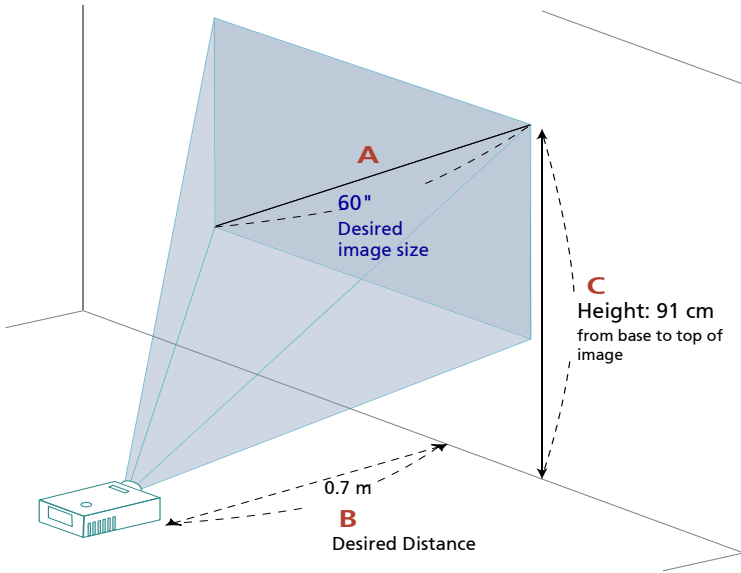 A
60"
Desired
image size
C
Height: 91 cm
from base to top of
image
0.7 m
B
Desired Distance